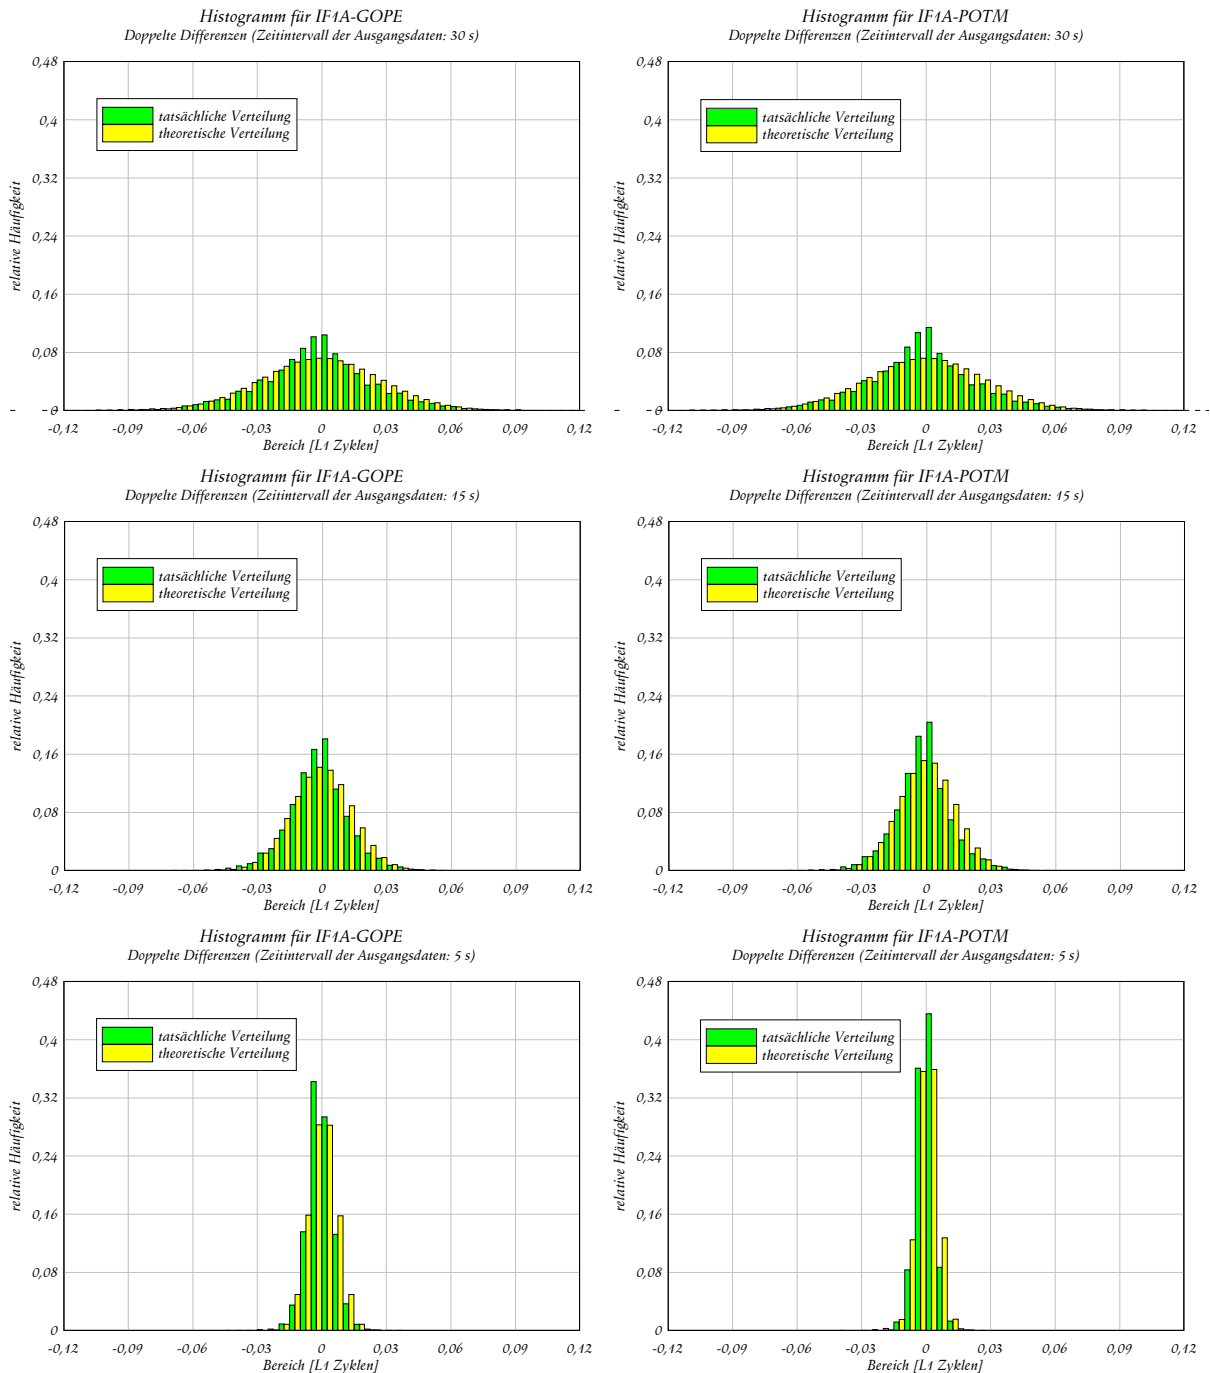 Histogramm für IF1A-GOPE
Doppelte Differenzen (Zeitintervall der Ausgangsdaten: 30 s)
0,48
0,4
0,32
0,24
0,16
0,08
0
tatsächliche Verteilung
theoretische Verteilung
relative Häufigkeit
-0,12 -0,09 -0,06 -0,03 0 0,03 0,06 0,09 0,12
Bereich [L1 Zyklen]
Histogramm für IF1A-POTM
Doppelte Differenzen (Zeitintervall der Ausgangsdaten: 30 s)
0,48
0,4
0,32
0,24
0,16
0,08
0
tatsächliche Verteilung
theoretische Verteilung
relative Häufigkeit
-0,12 -0,09 -0,06 -0,03 0 0,03 0,06 0,09 0,12
Bereich [L1 Zyklen]
Histogramm für IF1A-GOPE
Doppelte Differenzen (Zeitintervall der Ausgangsdaten: 15 s)
0,48
0,4
0,32
0,24
0,16
0,08
0
tatsächliche Verteilung
theoretische Verteilung
relative Häufigkeit
-0,12 -0,09 -0,06 -0,03 0 0,03 0,06 0,09 0,12
Bereich [L1 Zyklen]
Histogramm für IF1A-POTM
Doppelte Differenzen (Zeitintervall der Ausgangsdaten: 15 s)
0,48
0,4
0,32
0,24
0,16
0,08
0
tatsächliche Verteilung
theoretische Verteilung
relative Häufigkeit
-0,12 -0,09 -0,06 -0,03 0 0,03 0,06 0,09 0,12
Bereich [L1 Zyklen]
Histogramm für IF1A-GOPE
Doppelte Differenzen (Zeitintervall der Ausgangsdaten: 5 s)
0,48
0,4
0,32
0,24
0,16
0,08
0
tatsächliche Verteilung
theoretische Verteilung
relative Häufigkeit
-0,12 -0,09 -0,06 -0,03 0 0,03 0,06 0,09 0,12
Bereich [L1 Zyklen]
Histogramm für IF1A-POTM
Doppelte Differenzen (Zeitintervall der Ausgangsdaten: 5 s)
0,48
0,4
0,32
0,24
0,16
0,08
0
tatsächliche Verteilung
theoretische Verteilung
relative Häufigkeit
-0,12 -0,09 -0,06 -0,03 0 0,03 0,06 0,09 0,12
Bereich [L1 Zyklen]